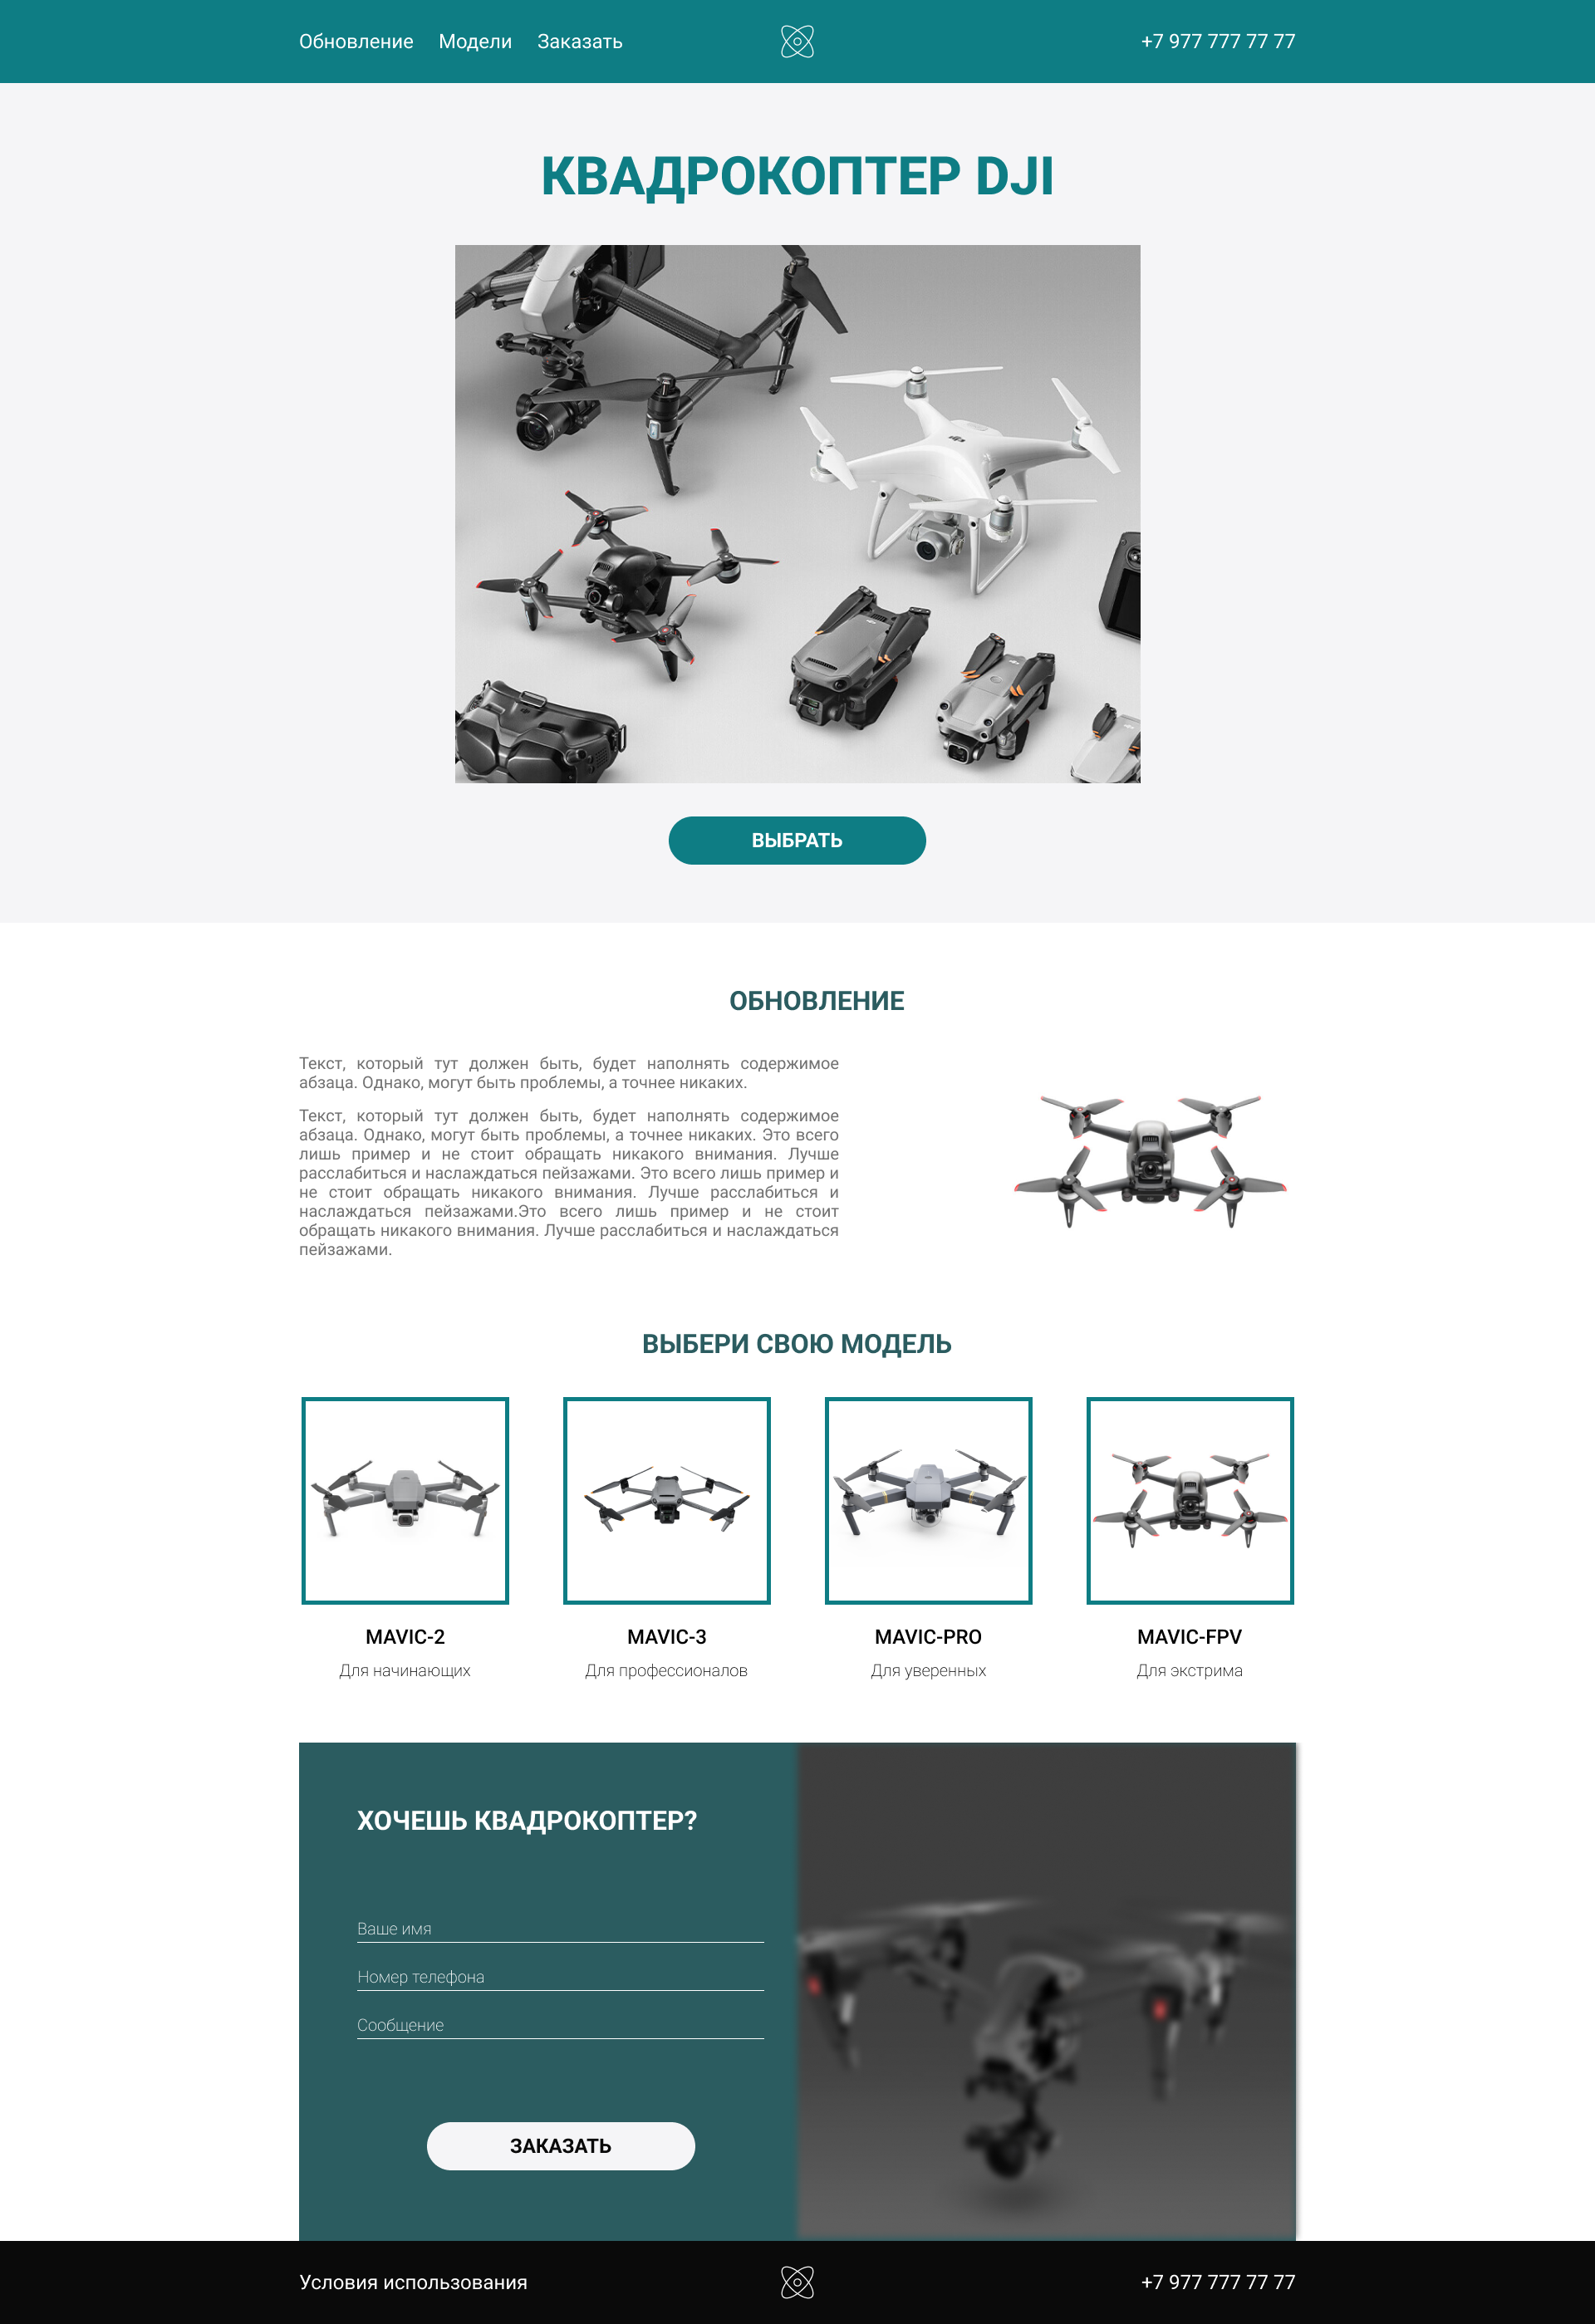 Обновление Модели Заказать +7 977 777 77 77
КВАДРОКОПТЕР DJI
ВЫБРАТЬ
ОБНОВЛЕНИЕ
Текст, который тут должен быть, будет наполнять содержимое
абзаца. Однако, могут быть проблемы, а точнее никаких.
Текст, который тут должен быть, будет наполнять содержимое
абзаца. Однако, могут быть проблемы, а точнее никаких. Это всего
лишь пример и не стоит обращать никакого внимания. Лучше
расслабиться и наслаждаться пейзажами. Это всего лишь пример и
не стоит обращать никакого внимания. Лучше расслабиться и
наслаждаться пейзажами.Это всего лишь пример и не стоит
обращать никакого внимания. Лучше расслабиться и наслаждаться
пейзажами.
ВЫБЕРИ СВОЮ МОДЕЛЬ
MAVIC-2 MAVIC-3 MAVIC-PRO MAVIC-FPV
Для начинающих Для профессионалов Для уверенных Для экстрима
ХОЧЕШЬ КВАДРОКОПТЕР?
Ваше имя
Номер телефона
Сообщение
ЗАКАЗАТЬ
Условия использования +7 977 777 77 77